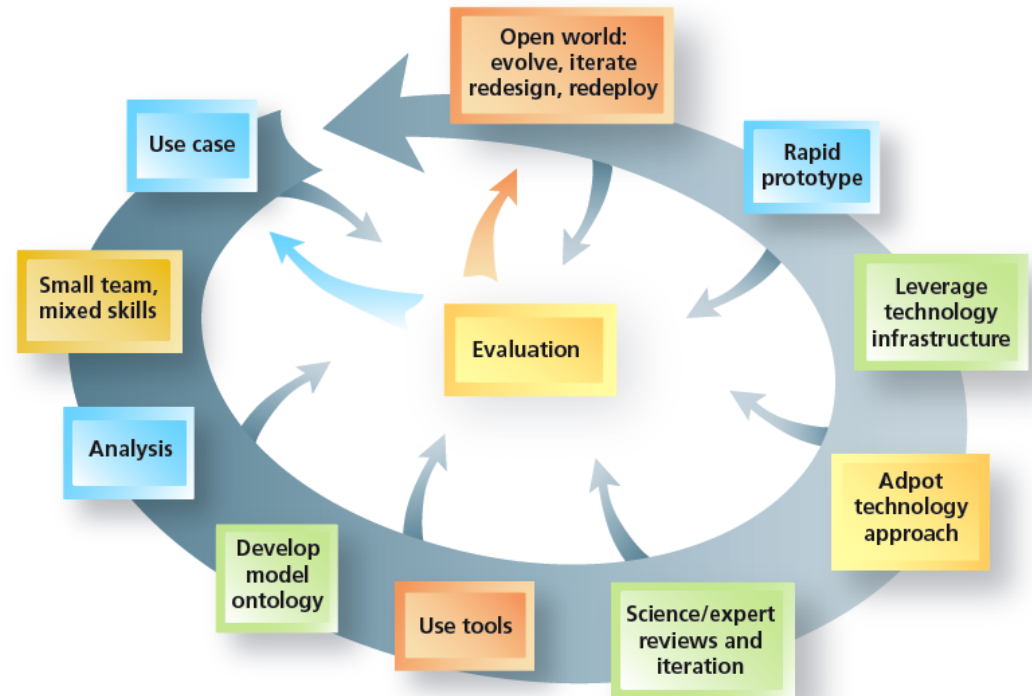 Open world:
evolve, iterate
redesign, redeploy
Use case
Rapid
prototype
Small team,
mixed skills
Leverage
technology
infrastructure
Evaluation
Analysis
Adpot
technology
approach
Develop
model
ontology
Use tools
Science/expert
reviews and
iteration